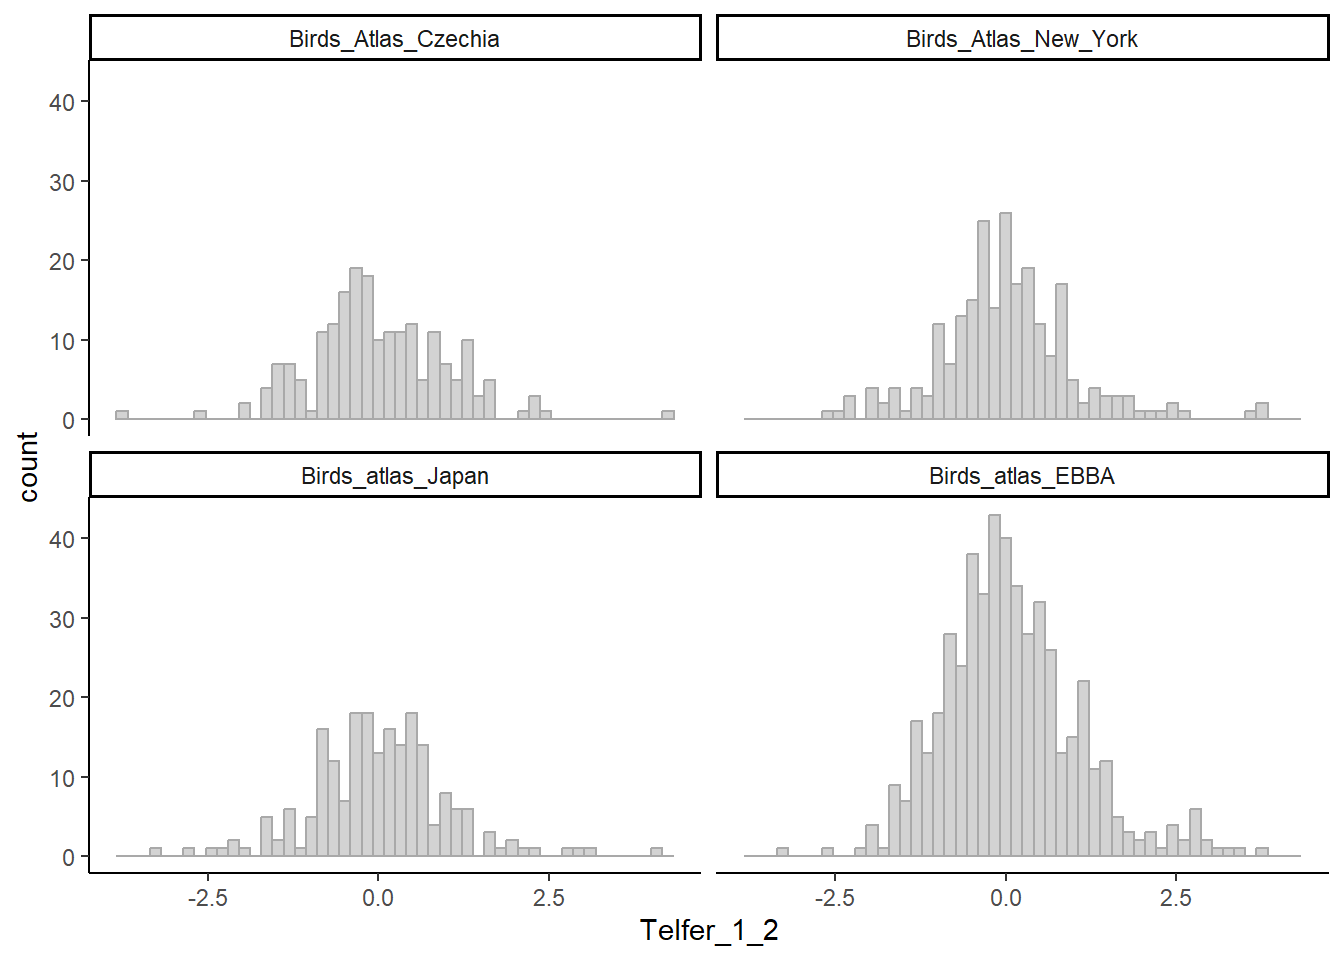 Birds_Atlas_Czechia
Birds_Atlas_New_York
40
30
20
10
0
count
Birds_atlas_Japan
Birds_atlas_EBBA
40
30
20
10
0
-2.5
0.0
2.5
-2.5
0.0
2.5
Telfer_1_2